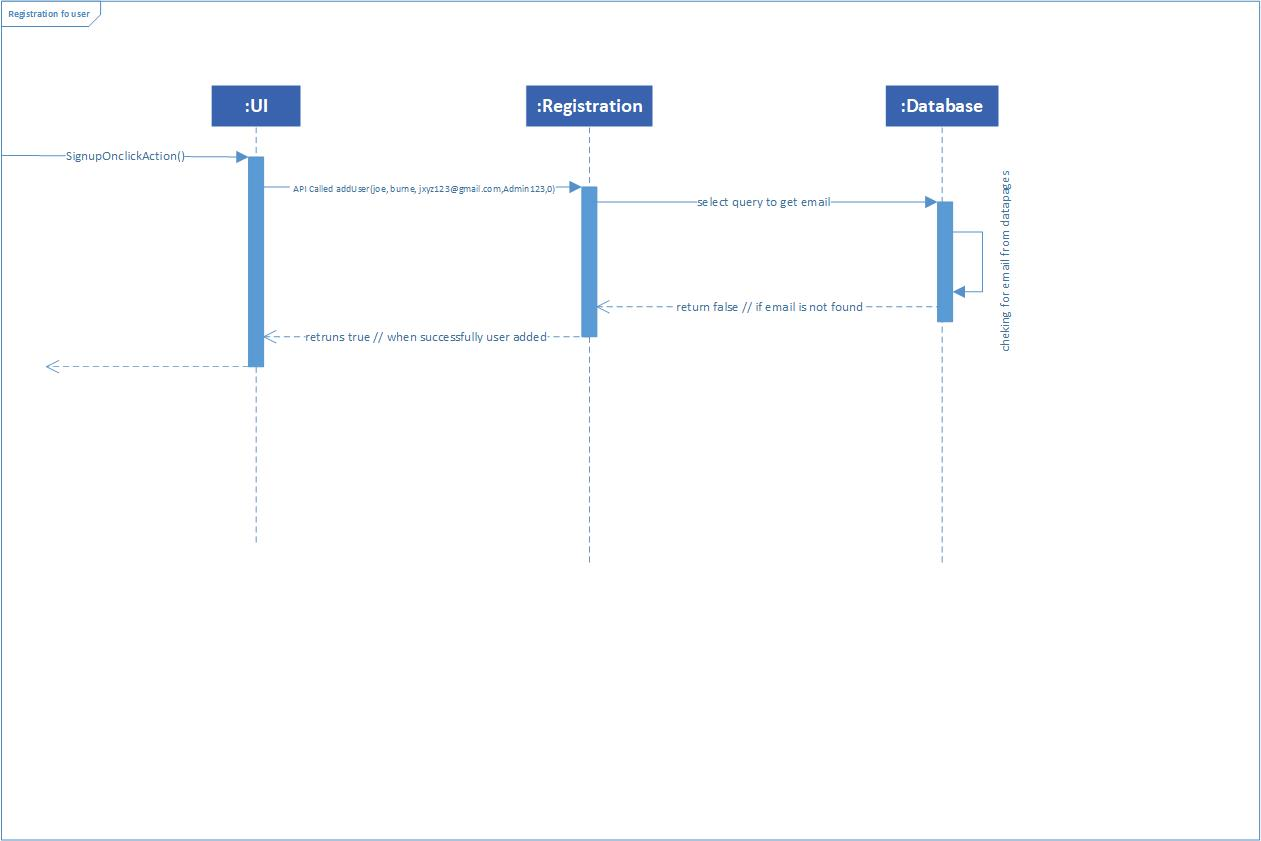 Registration fo user
:UI
:Registration
:Database
SignupOnclickAction()
API Called addUser(joe, burne, jxyz123@gmail.com,Admin123,0)
select query to get email
cheking for email from datapages
return false // if email is not found
retruns true // when successfully user added